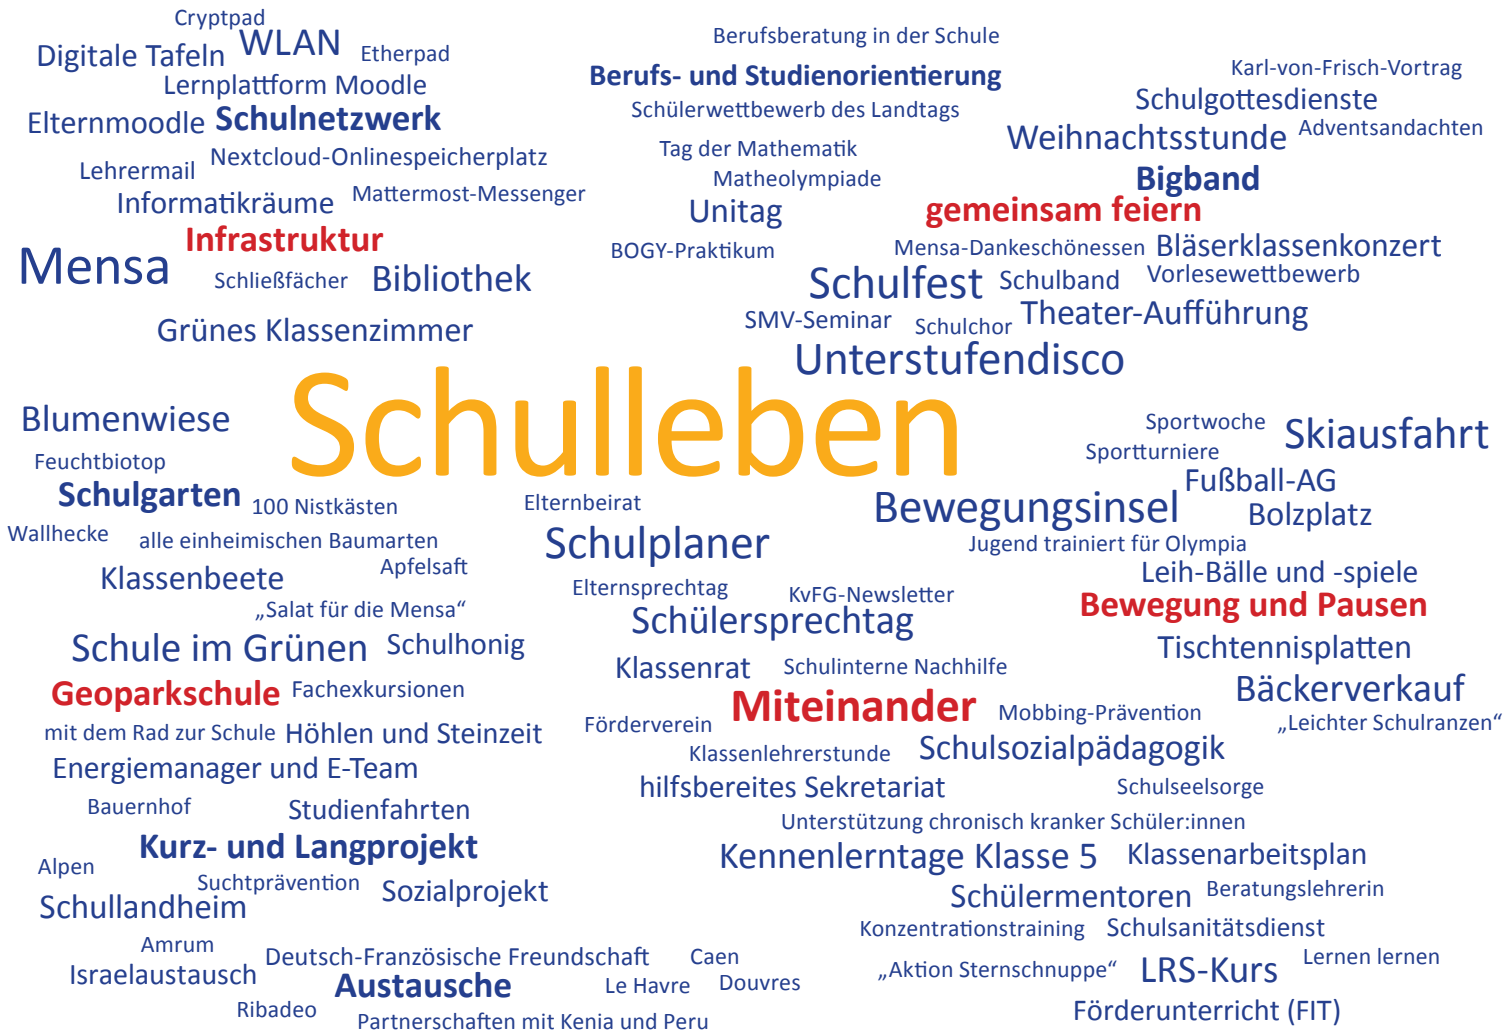 Cryptpad
Digitale Tafeln
WLAN
Etherpad
Lernplattform Moodle
Elternmoodle
Schulnetzwerk
Lehrermail
Nextcloud-Onlinespeicherplatz
Informatikräume
Mattermost-Messenger
Infrastruktur
Mensa
Schließfächer
Bibliothek
Grünes Klassenzimmer
Berufsberatung in der Schule
Berufs- und Studienorientierung
Schülerwettbewerb des Landtags
Tag der Mathematik
Matheolympiade
Unitag
BOGY-Praktikum
Karl-von-Frisch-Vortrag
Schulgottesdienste
Weihnachtsstunde
Adventsandachten
Bigband
gemeinsam feiern
Mensa-Dankeschönessen
Bläserklassenkonzert
Schulfest
Schulband
Vorlesewettbewerb
SMV-Seminar
Schulchor
Theater-Aufführung
Unterstufendisco
Schulleben
Blumenwiese
Feuchtbiotop
Schulgarten
100 Nistkästen
Wallhecke
alle einheimischen Baumarten
Klassenbeete
Apfelsaft
„Salat für die Mensa“
Schule im Grünen
Schulhonig
Geoparkschule
Fachexkursionen
mit dem Rad zur Schule
Höhlen und Steinzeit
Energiemanager und E-Team
Bauernhof
Studienfahrten
Kurz- und Langprojekt
Alpen
Suchtprävention
Sozialprojekt
Schullandheim
Amrum
Deutsch-Französische Freundschaft
Caen
Israelaustausch
Austausche
Le Havre
Douvres
Ribadeo
Partnerschaften mit Kenia und Peru
Elternbeirat
Schulplaner
Elternsprechtag
KvFG-Newsletter
Schülersprechtag
Klassenrat
Schulinterne Nachhilfe
Miteinander
Förderverein
Mobbing-Prävention
Klassenlehrerstunde
Schulsozialpädagogik
hilfsbereites Sekretariat
Schulseelsorge
Unterstützung chronisch kranker Schüler:innen
Kennenlerntage Klasse 5
Klassenarbeitsplan
Schülermentoren
Beratungslehrerin
Konzentrationstraining
Schulsanitätsdienst
„Aktion Sternschnuppe“
LRS-Kurs
Lernen lernen
Förderunterricht (FIT)
Sportwoche
Skiausfahrt
Sportturniere
Fußball-AG
Bewegungsinsel
Bolzplatz
Jugend trainiert für Olympia
Leih-Bälle und -spiele
Bewegung und Pausen
Tischtennisplatten
Bäckerverkauf
„Leichter Schulranzen“